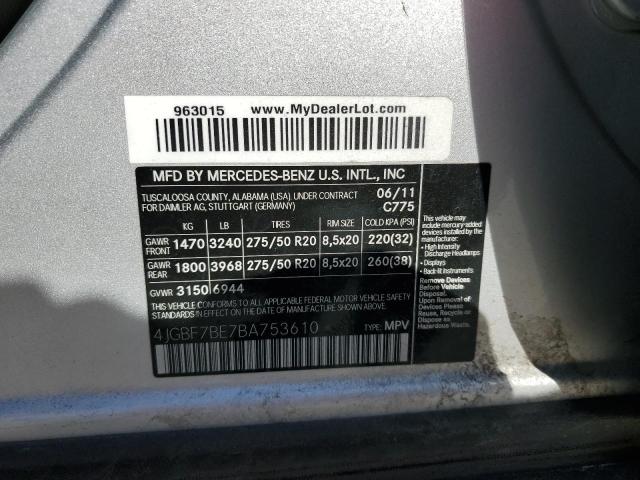 963015 www.MyDealerLot.com
MFD BY MERCEDES-BENZ U.S. INTL., INC
TUSCALOOSA COUNTY, ALABAMA (USA). UNDER CONTRACT 06/11
FOR DAIMLER AG, STUTTGART (GERMANY) C775
KG LB TIRES RIM SIZE COLD KPA (PSI)
GAWR FRONT 1470 3240 275/50 R20 8,5x20 220(32)
GAWR REAR 1800 3968 275/50 R20 8,5x20 260(38)
GVWR 3150 6944
THIS VEHICLE CONFORMS TO ALL APPLICABLE FEDERAL MOTOR VEHICLE SAFETY
STANDARDS IN EFFECT ON THE DATE OF MANUFACTURE SHOWN ABOVE.
4JGBF7BE7BA753610 TYPE: MPV
This vehicle may
include these
mercury-added
devices installed by
the manufacturer:
• High Intensity
Discharge Headlamps
• Displays
• Back-lit Instruments
Remove Devices
Before Vehicle
Disposal.
Upon Removal of
Devices Please
Reuse, Recycle or
Dispose as
Hazardous Waste.